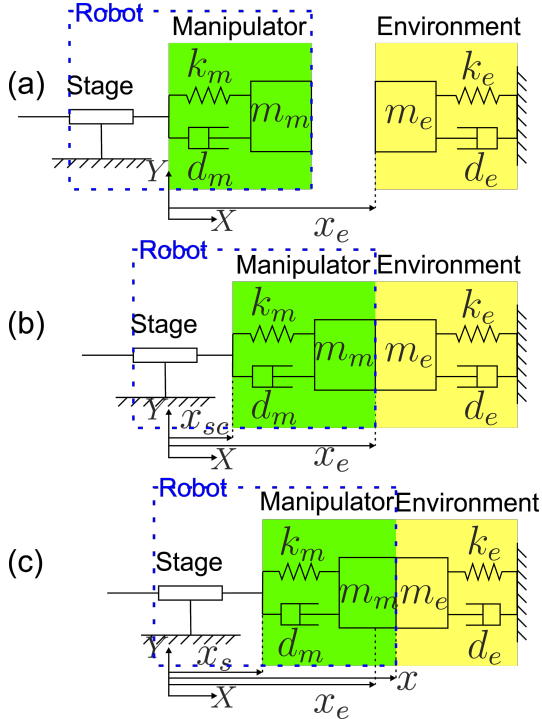 Robot
Manipulator Environment
(a) Stage k_m m_m m_e k_e
d_m d_e
Y
X
x_e
Robot
Manipulator Environment
(b) Stage k_m m_m m_e k_e
d_m d_e
Y x_sc
X x_e
Robot
Manipulator Environment
(c) Stage k_m m_m m_e k_e
d_m d_e
Y x_s
X x_e x